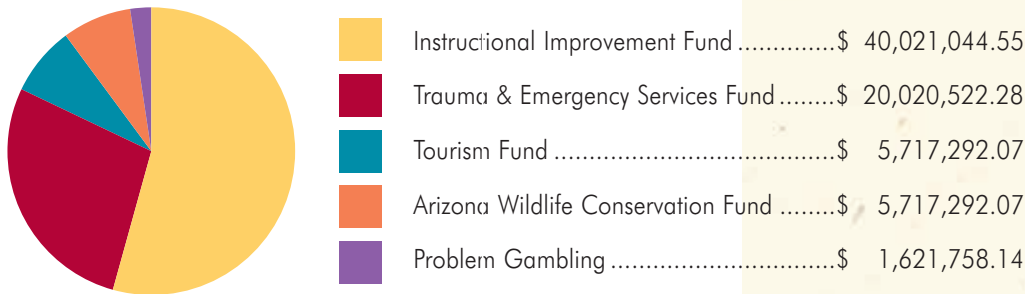 Instructional Improvement Fund ..............$ 40,021,044.55
Trauma & Emergency Services Fund ........$ 20,020,522.28
Tourism Fund .........................................$ 5,717,292.07
Arizona Wildlife Conservation Fund ........$ 5,717,292.07
Problem Gambling .................................$ 1,621,758.14